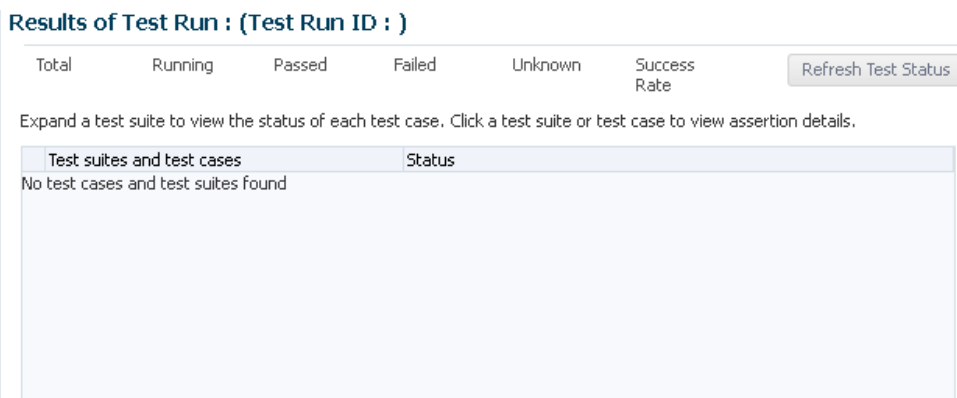 Results of Test Run : (Test Run ID : )
Total Running Passed Failed Unknown Success Rate Refresh Test Status
Expand a test suite to view the status of each test case. Click a test suite or test case to view assertion details.
Test suites and test cases Status
No test cases and test suites found